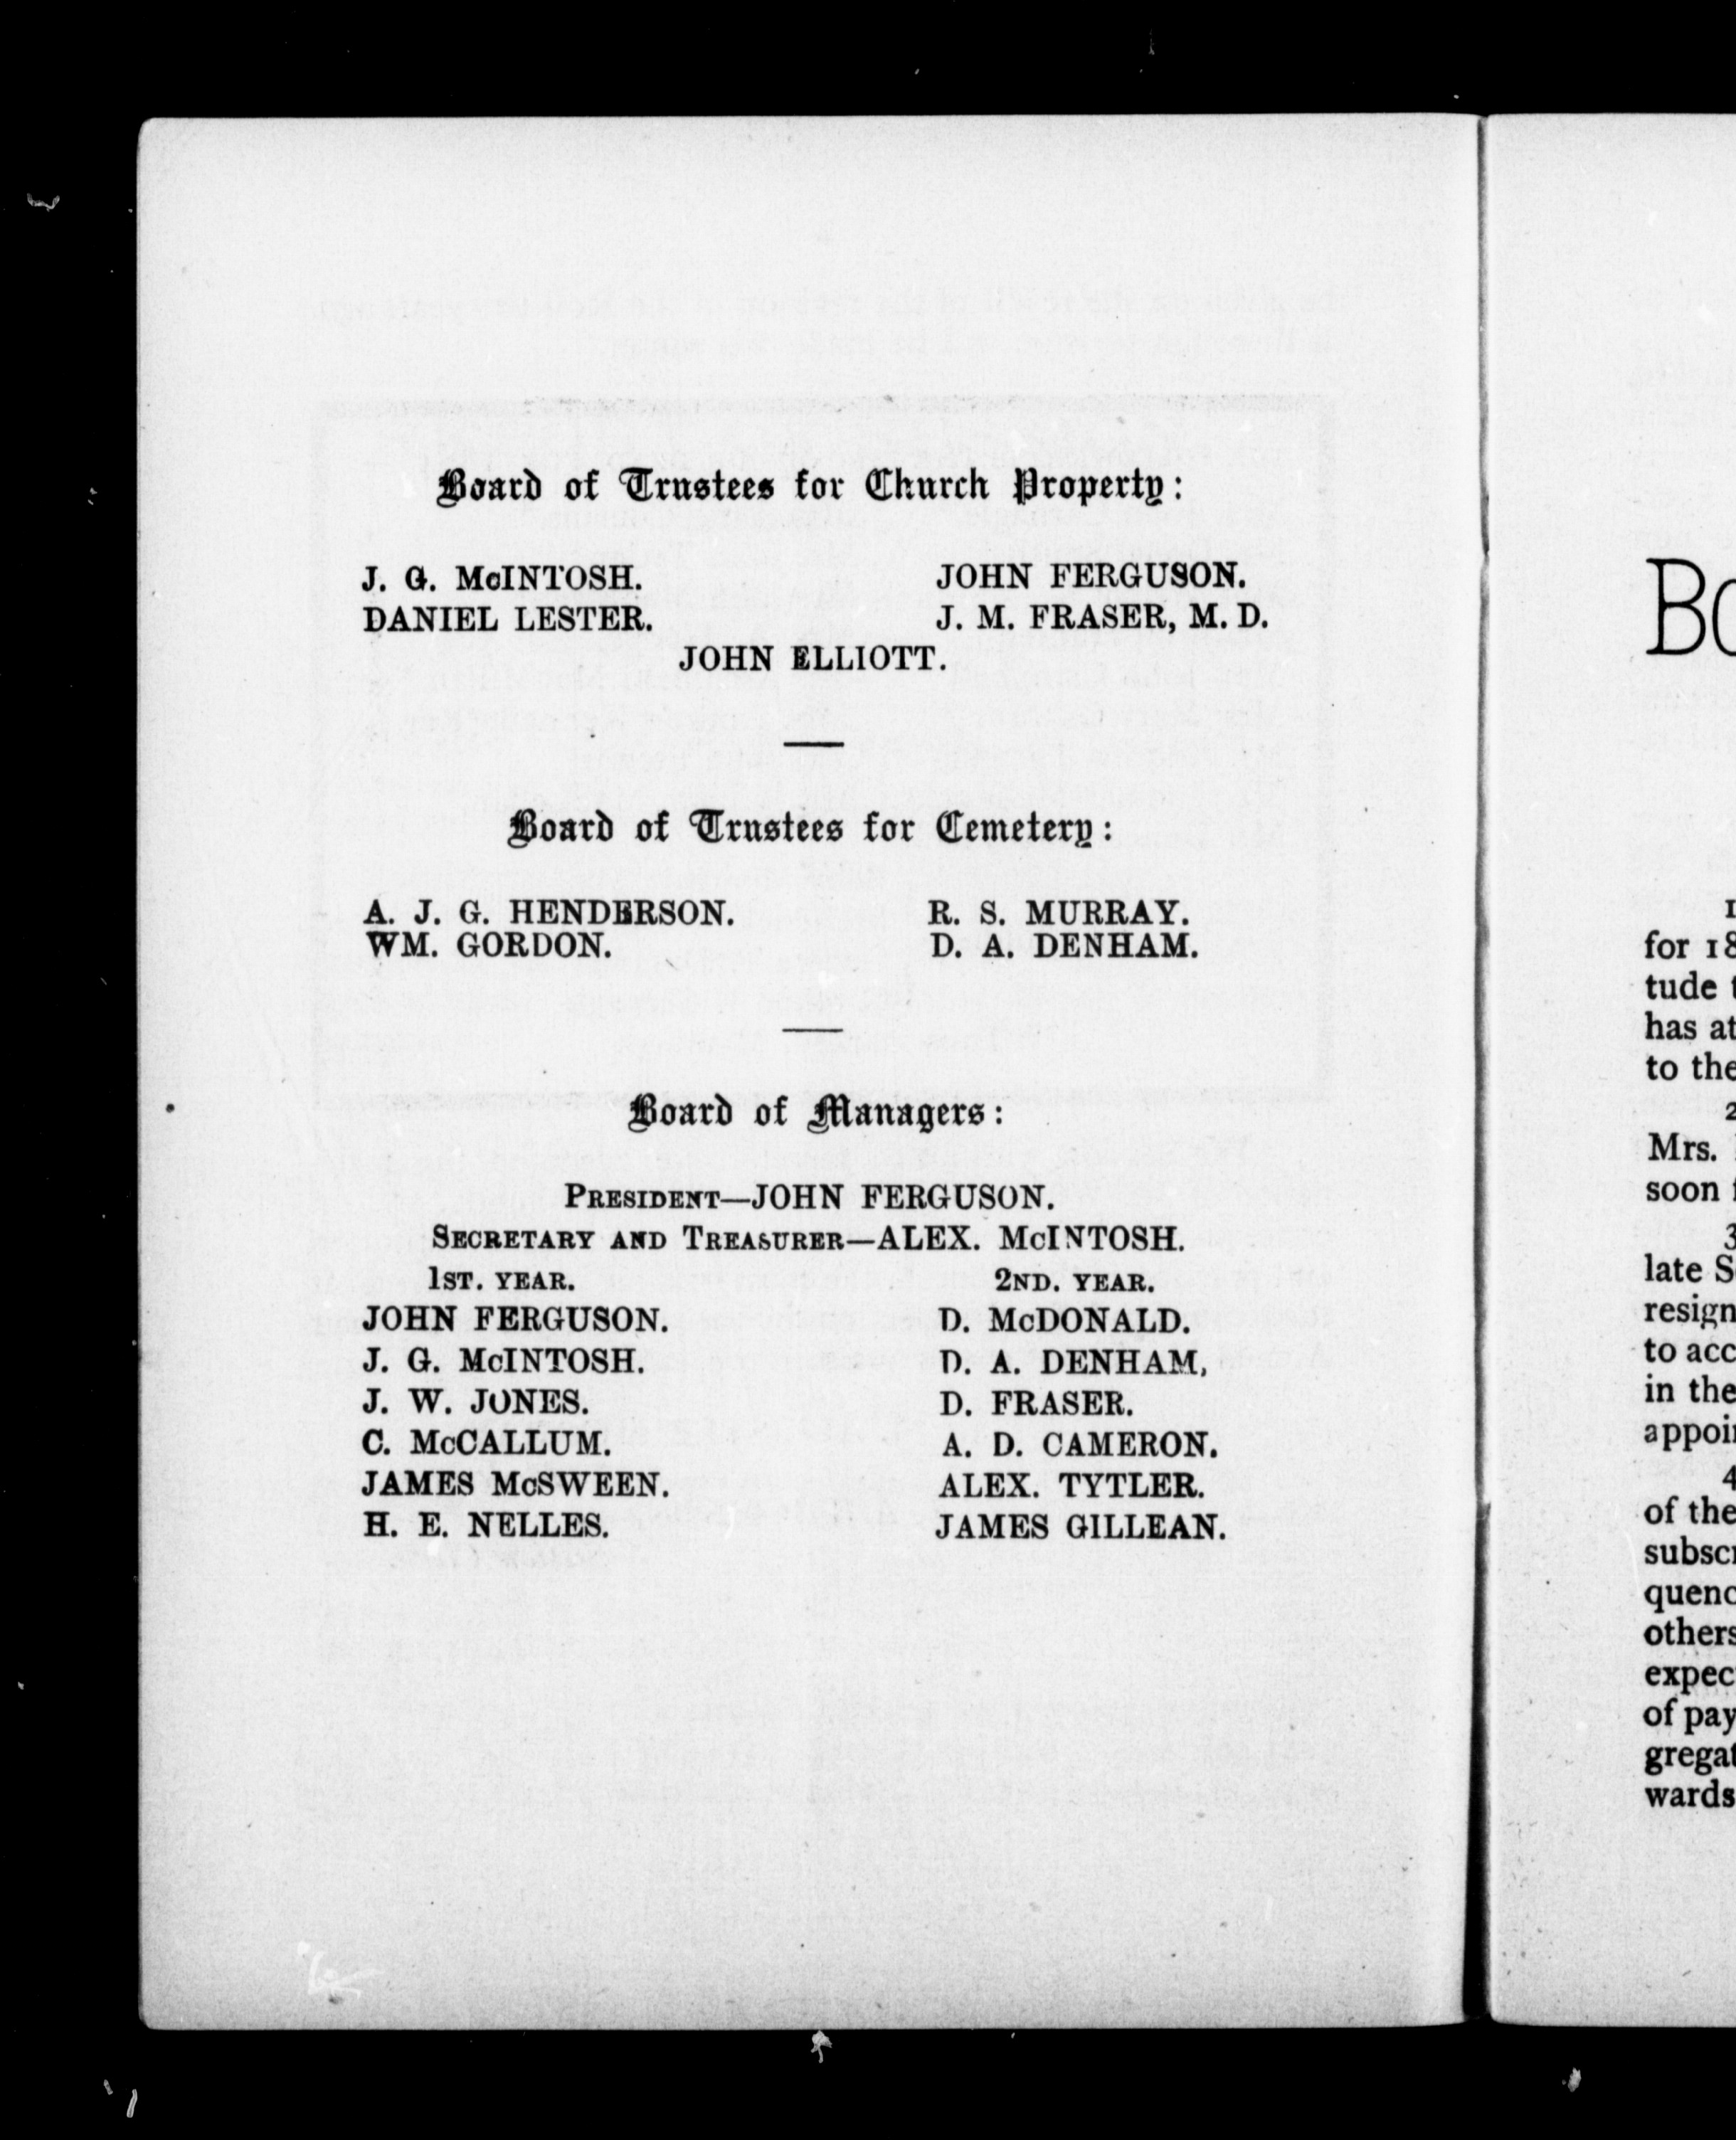 Board of Trustees for Church Property:
J. G. McINTOSH. JOHN FERGUSON.
DANIEL LESTER. J. M. FRASER, M. D.
JOHN ELLIOTT.
Board of Trustees for Cemetery:
A. J. G. HENDERSON. R. S. MURRAY.
WM. GORDON. D. A. DENHAM.
Board of Managers:
PRESIDENT—JOHN FERGUSON.
SECRETARY AND TREASURER—ALEX. McINTOSH.
1ST. YEAR. 2ND. YEAR.
JOHN FERGUSON. D. McDONALD.
J. G. McINTOSH. D. A. DENHAM,
J. W. JONES. D. FRASER.
C. McCALLUM. A. D. CAMERON.
JAMES McSWEEN. ALEX. TYTLER.
H. E. NELLES. JAMES GILLEAN.
for 18
tude
has at
to the
2
Mrs.
soon
3
late
resign
to acc
in the
appoi
4
of the
subsc
quenc
others
expec
of pay
gregat
wards